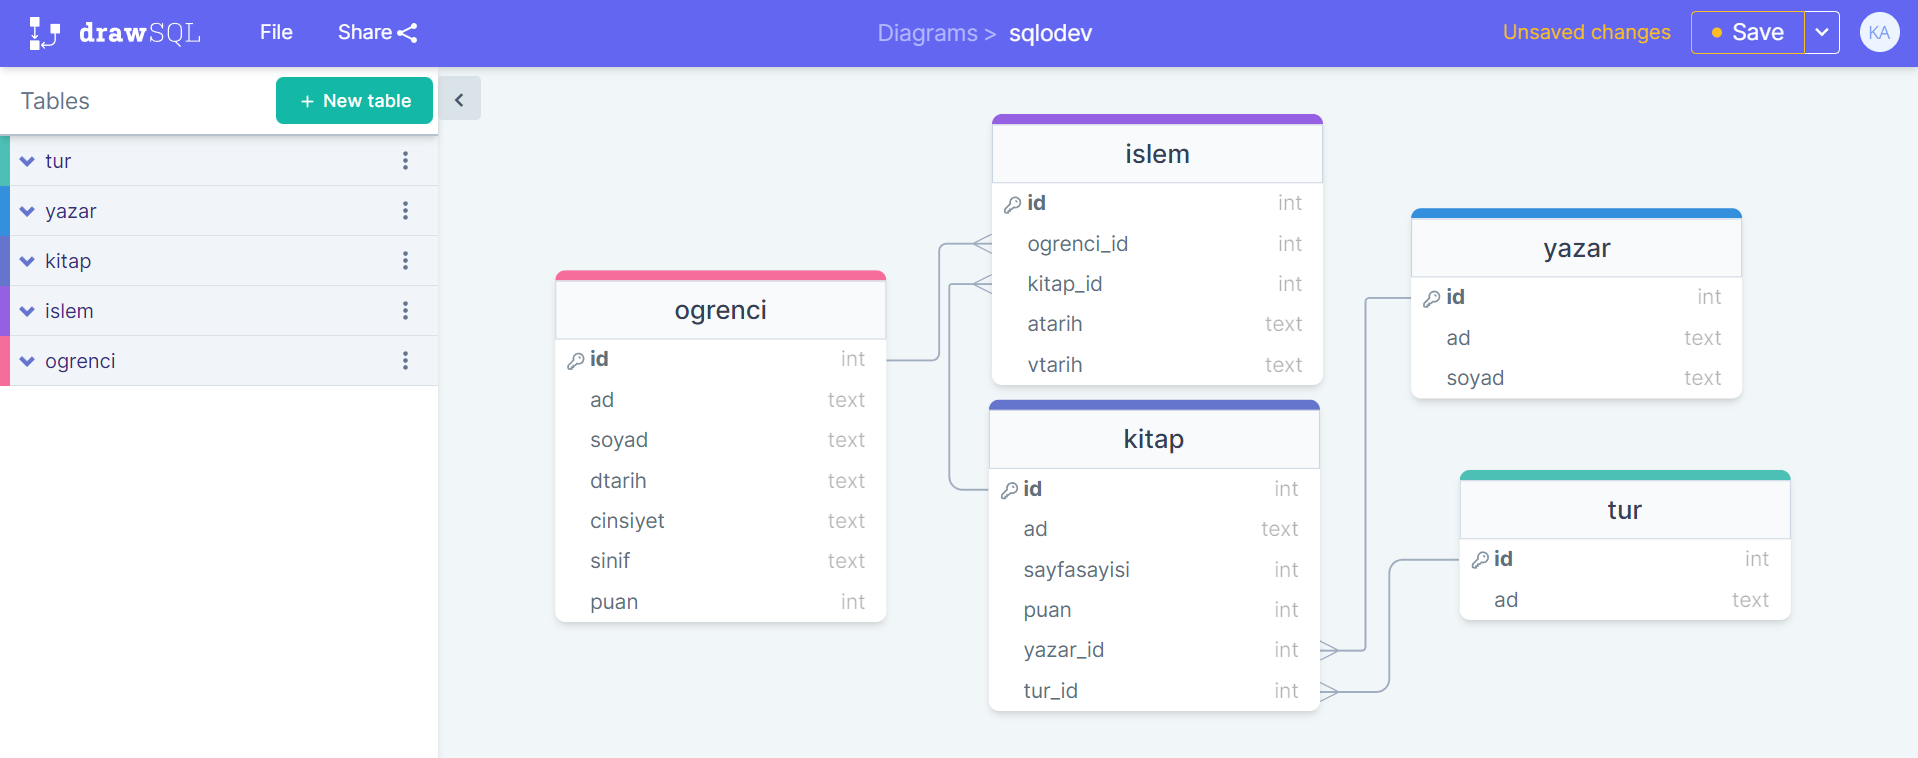 drawSQL File Share Diagrams > sqlodev Unsaved changes Save KA
Tables + New table
tur
yazar
kitap
islem
ogrenci
ogrenci
id int
ad text
soyad text
dtarih text
cinsiyet text
sinif text
puan int
islem
id int
ogrenci_id int
kitap_id int
atarih text
vtarih text
kitap
id int
ad text
sayfasayisi int
puan int
yazar_id int
tur_id int
yazar
id int
ad text
soyad text
tur
id int
ad text